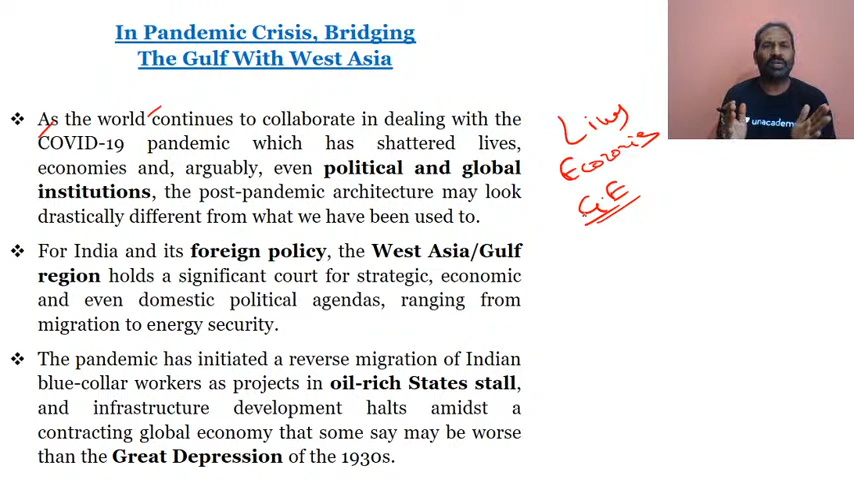 In Pandemic Crisis, Bridging
The Gulf With West Asia
❖ As the world continues to collaborate in dealing with the
COVID-19 pandemic which has shattered lives,
economies and, arguably, even political and global
institutions, the post-pandemic architecture may look
drastically different from what we have been used to.
❖ For India and its foreign policy, the West Asia/Gulf
region holds a significant court for strategic, economic
and even domestic political agendas, ranging from
migration to energy security.
❖ The pandemic has initiated a reverse migration of Indian
blue-collar workers as projects in oil-rich States stall,
and infrastructure development halts amidst a
contracting global economy that some say may be worse
than the Great Depression of the 1930s.
Lives
unacademy